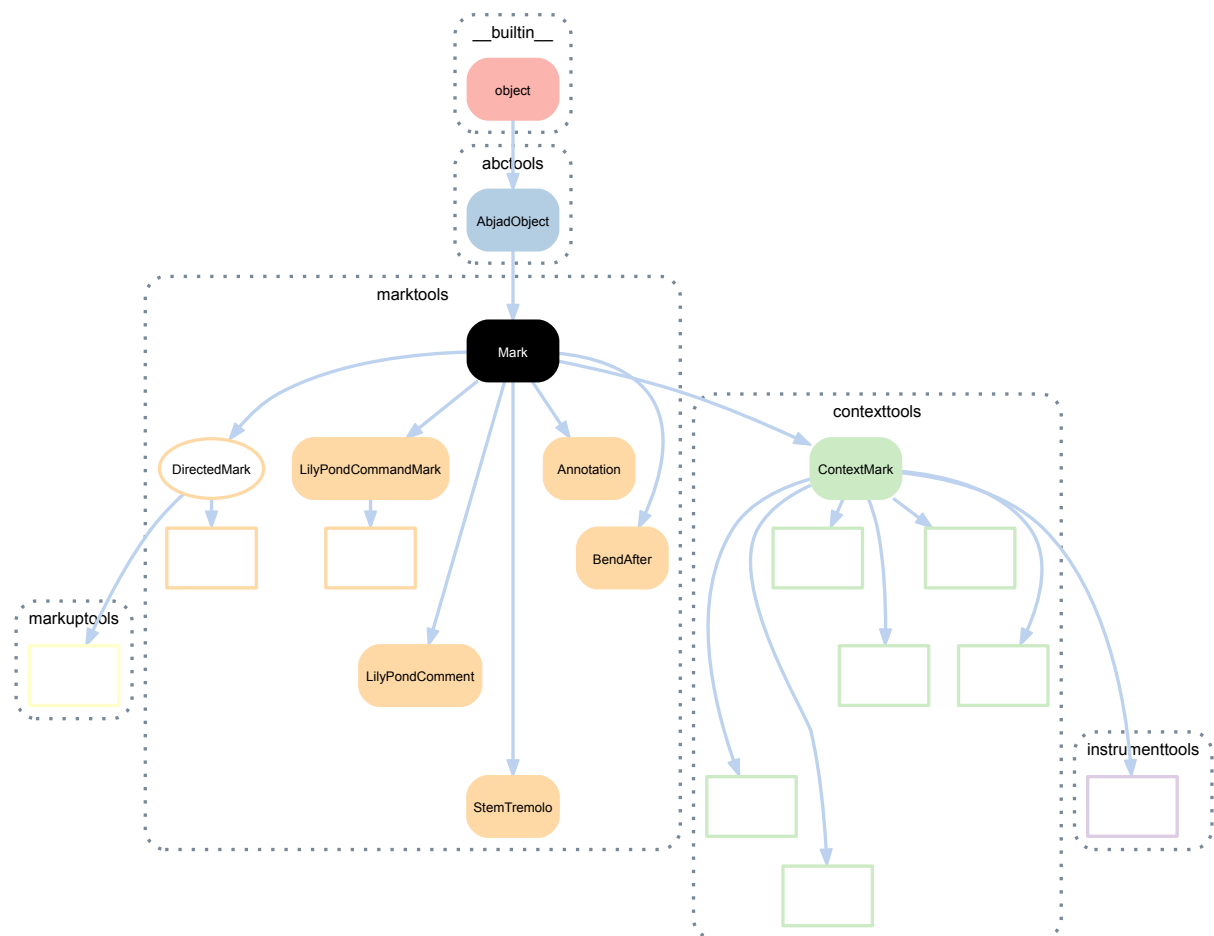 __builtin__
object
abctools
AbjadObject
marktools
Mark
contexttools
DirectedMark
LilyPondCommandMark
Annotation
ContextMark
BendAfter
markuptools
LilyPondComment
instrumenttools
StemTremolo